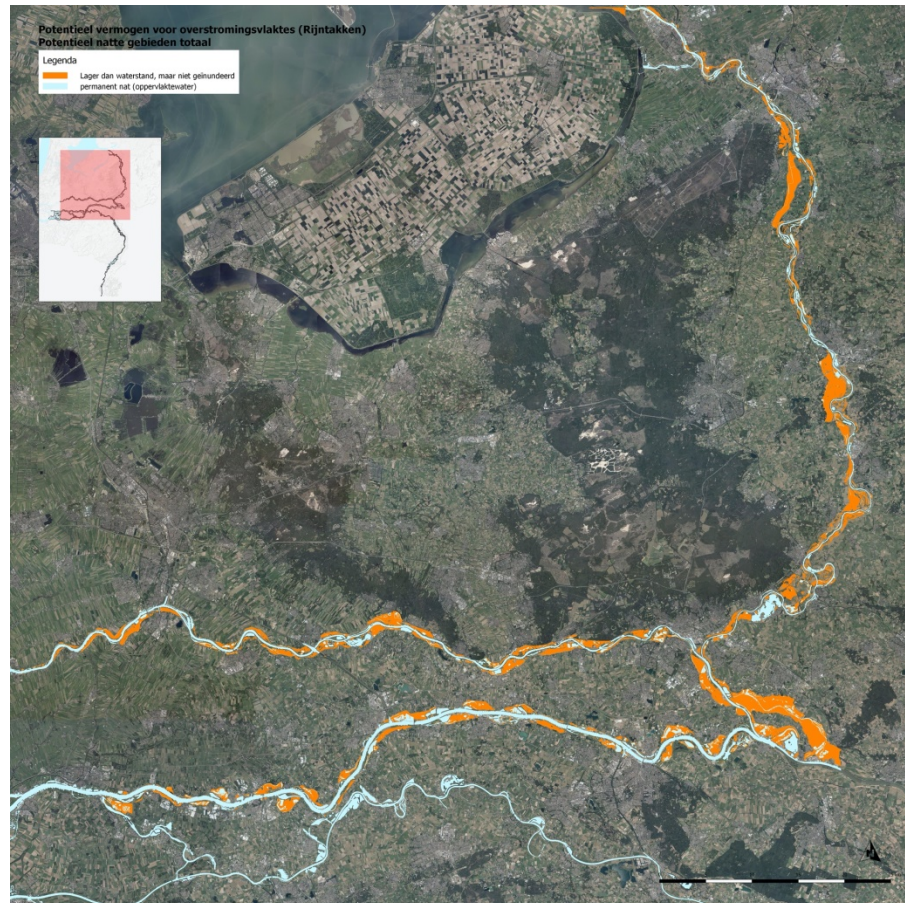 Potentieel vermogen voor overstromingsvlaktes (Rijntakken)
Potentieel natte gebieden totaal
Legenda
Lager dan waterstand, maar niet geïnundeerd
permanent nat (oppervlaktewater)